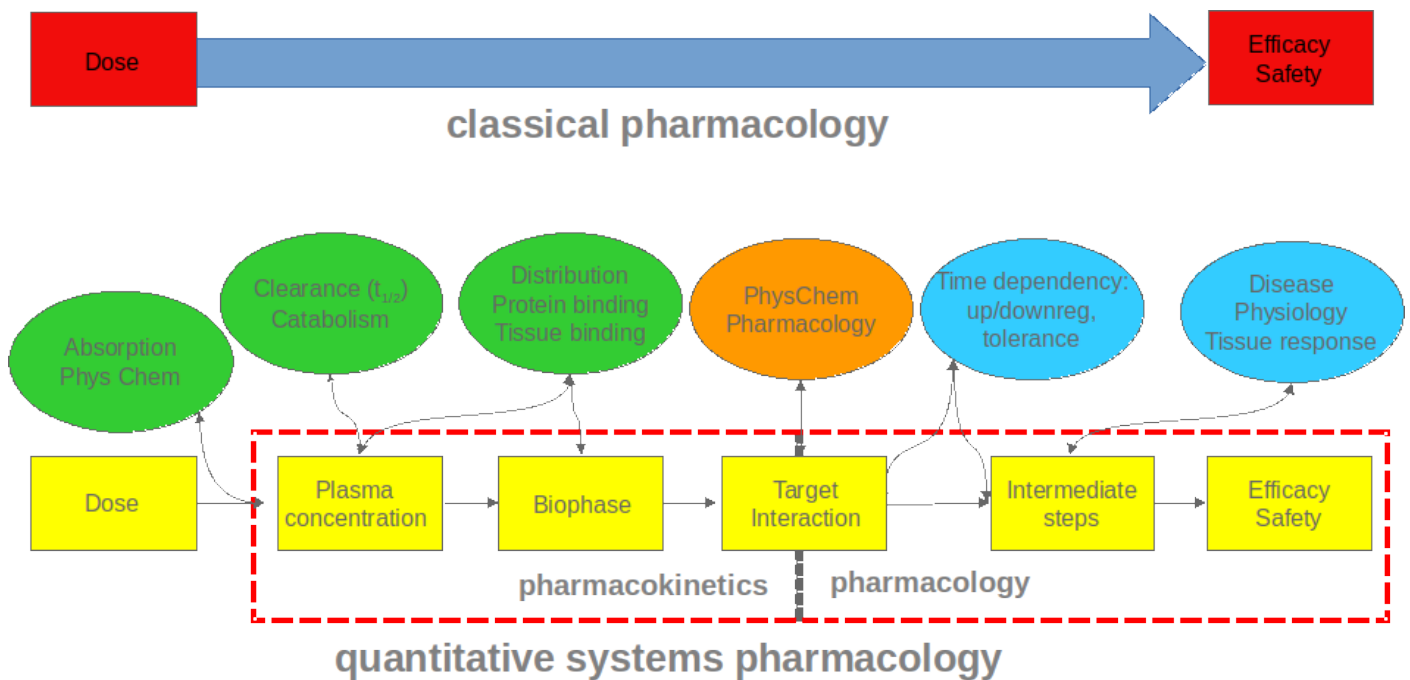 Dose
Efficacy
Safety
classical pharmacology
Absorption
Phys Chem
Clearance (t1/2)
Catabolism
Distribution
Protein binding
Tissue binding
PhysChem
Pharmacology
Time dependency:
up/downreg,
tolerance
Disease
Physiology
Tissue response
Dose
Plasma
concentration
Biophase
Target
Interaction
Intermediate
steps
Efficacy
Safety
pharmacokinetics
pharmacology
quantitative systems pharmacology